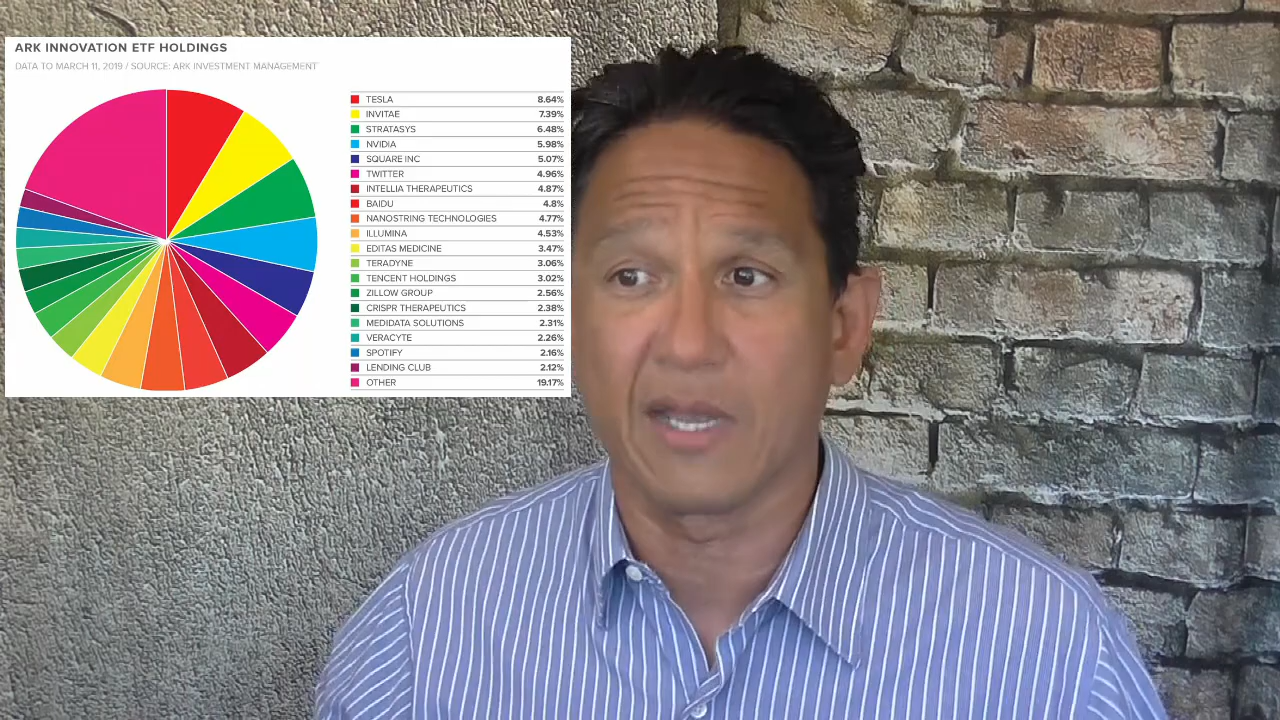 ARK INNOVATION ETF HOLDINGS
DATA TO MARCH 11, 2019 / SOURCE: ARK INVESTMENT MANAGEMENT
TESLA 8.64%
INVITAE 7.39%
STRATASYS 6.48%
NVIDIA 5.98%
SQUARE INC 5.07%
TWITTER 4.96%
INTELLIA THERAPEUTICS 4.87%
BAIDU 4.8%
NANOSTRING TECHNOLOGIES 4.77%
ILLUMINA 4.53%
EDITAS MEDICINE 3.47%
TERADYNE 3.06%
TENCENT HOLDINGS 3.02%
ZILLOW GROUP 2.56%
CRISPR THERAPEUTICS 2.38%
MEDIDATA SOLUTIONS 2.31%
VERACYTE 2.26%
SPOTIFY 2.16%
LENDING CLUB 2.12%
OTHER 19.17%